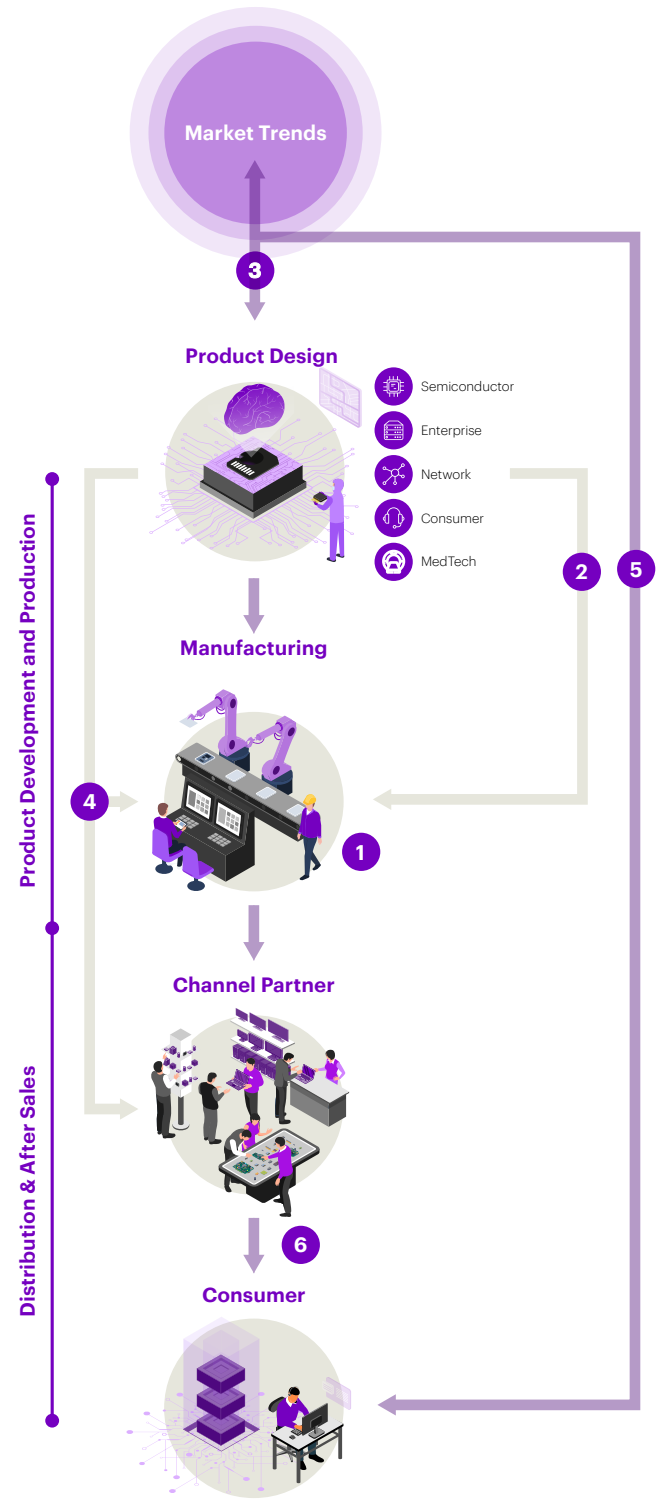 Market Trends
3
Product Design
Semiconductor
Enterprise
Network
Consumer
MedTech
2
5
Product Development and Production
Manufacturing
4
1
Channel Partner
Distribution & After Sales
6
Consumer